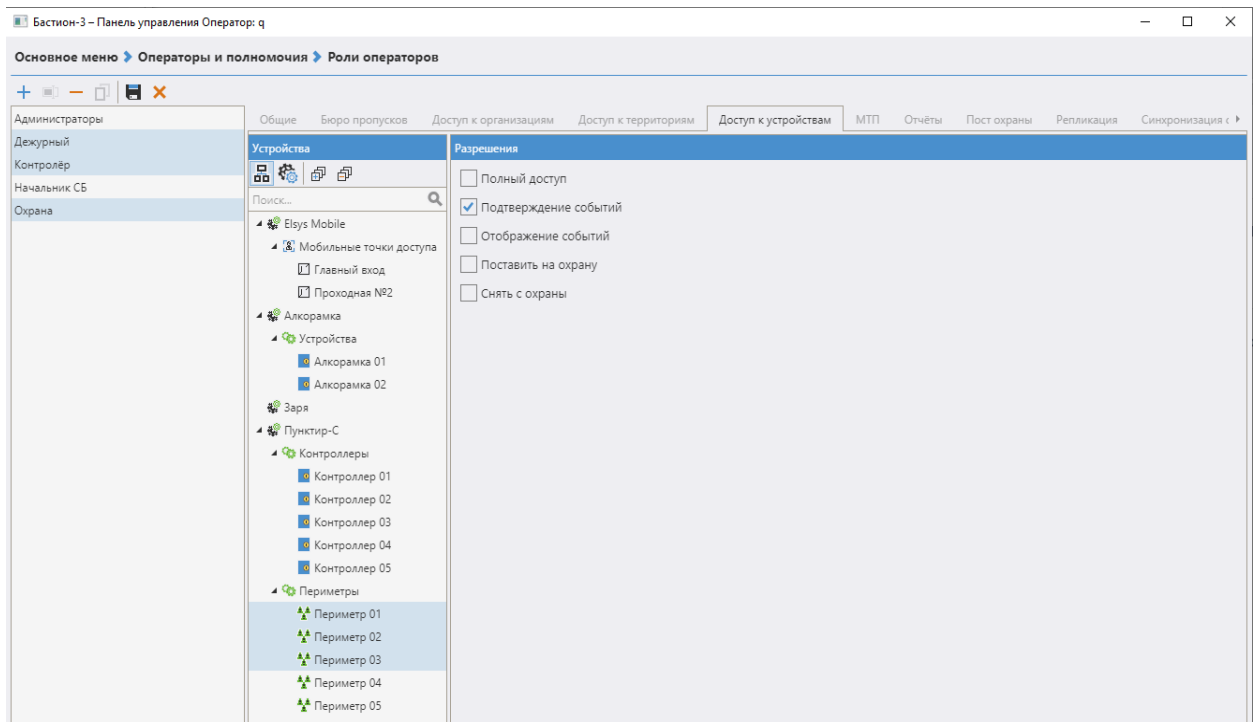 Бастион-3 – Панель управления Оператор: q
Основное меню Операторы и полномочия Роли операторов
Администраторы
Дежурный
Контролёр
Начальник СБ
Охрана
Общие Бюро пропусков Доступ к организациям Доступ к территориям Доступ к устройствам МТП Отчёты Пост охраны Репликация Синхронизация с
Устройства
Поиск...
Elsys Mobile
Мобильные точки доступа
Главный вход
Проходная №2
Алкорамка
Устройства
Алкорамка 01
Алкорамка 02
Заря
Пунктир-С
Контроллеры
Контроллер 01
Контроллер 02
Контроллер 03
Контроллер 04
Контроллер 05
Периметры
Периметр 01
Периметр 02
Периметр 03
Периметр 04
Периметр 05
Разрешения
Полный доступ
Подтверждение событий
Отображение событий
Поставить на охрану
Снять с охраны